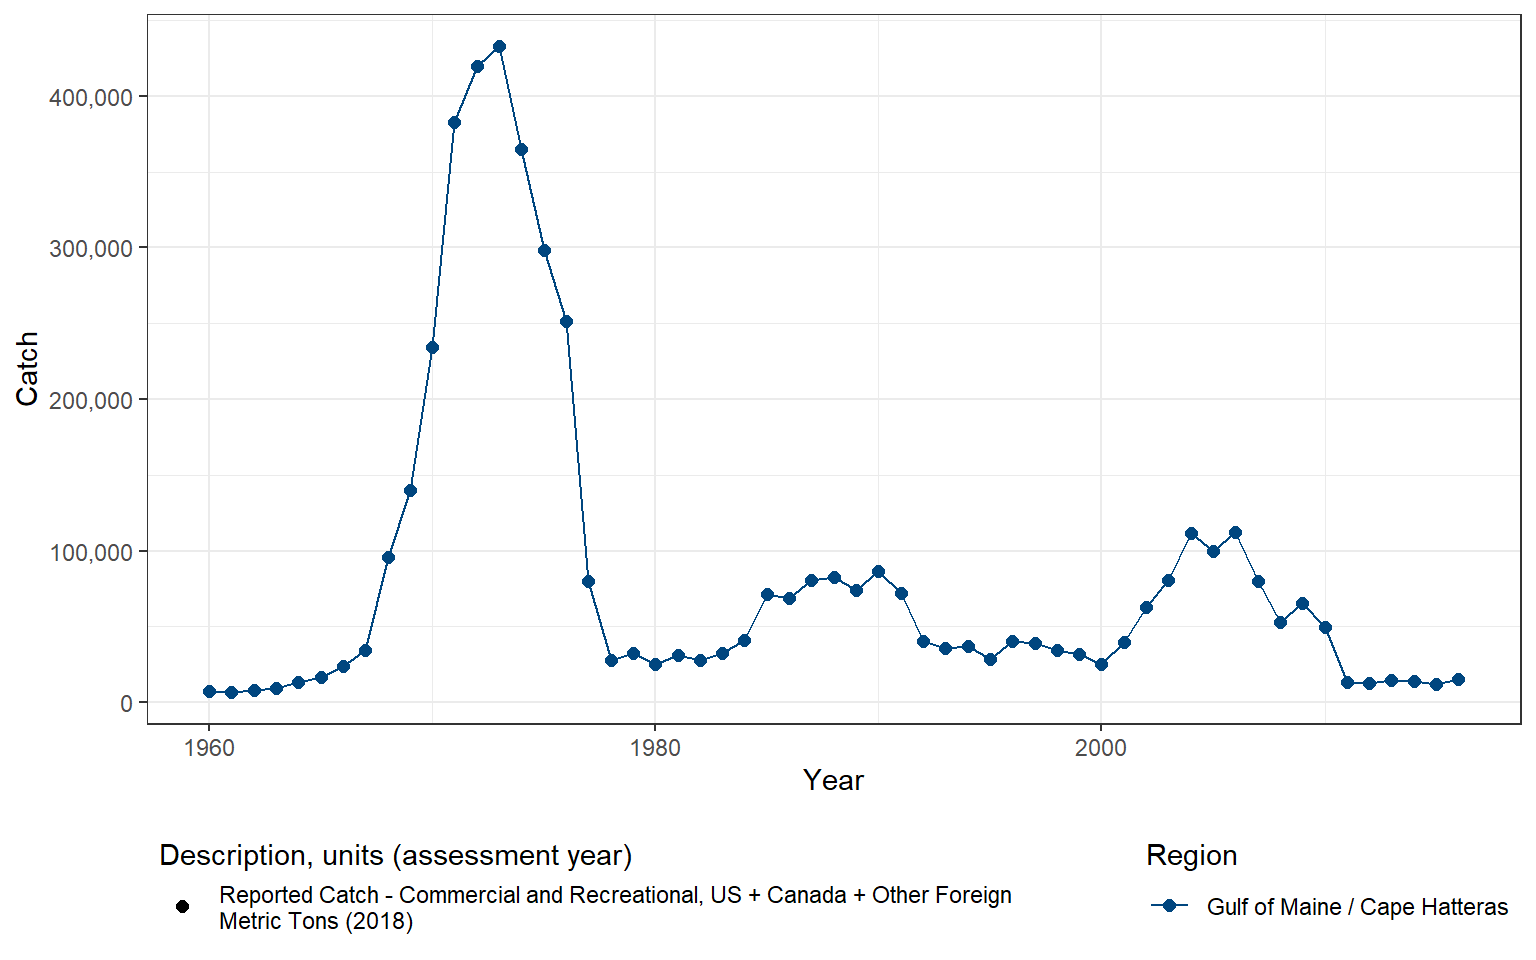 400,000
300,000
200,000
100,000
0
Catch
1960 1980 2000
Year
Description, units (assessment year)
Reported Catch - Commercial and Recreational, US + Canada + Other Foreign
Metric Tons (2018)
Region
Gulf of Maine / Cape Hatteras